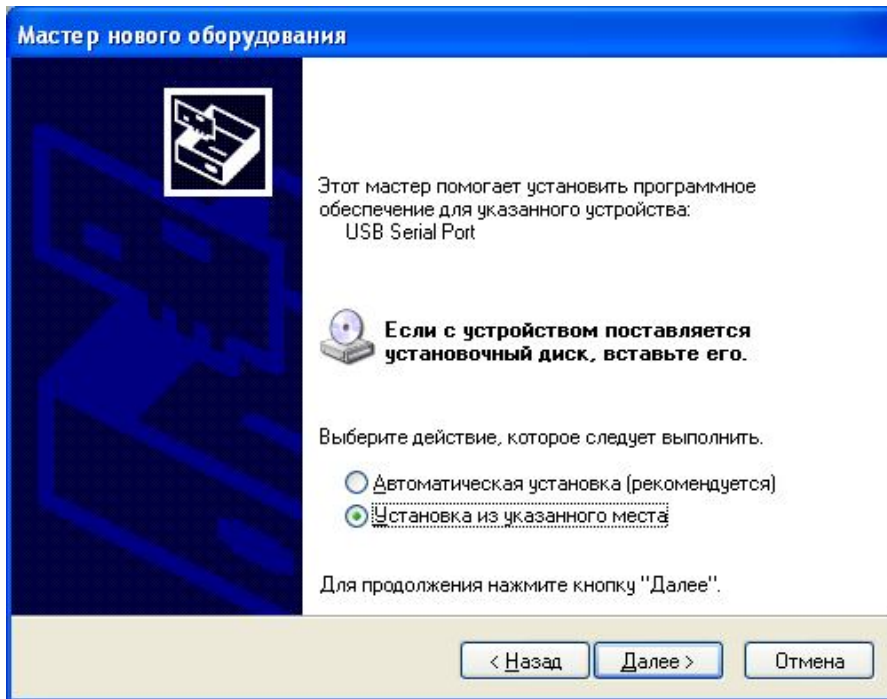 Мастер нового оборудования
Этот мастер помогает установить программное
обеспечение для указанного устройства:
USB Serial Port
Если с устройством поставляется
установочный диск, вставьте его.
Выберите действие, которое следует выполнить.
Автоматическая установка (рекомендуется)
Установка из указанного места
Для продолжения нажмите кнопку "Далее".
< Назад
Далее >
Отмена